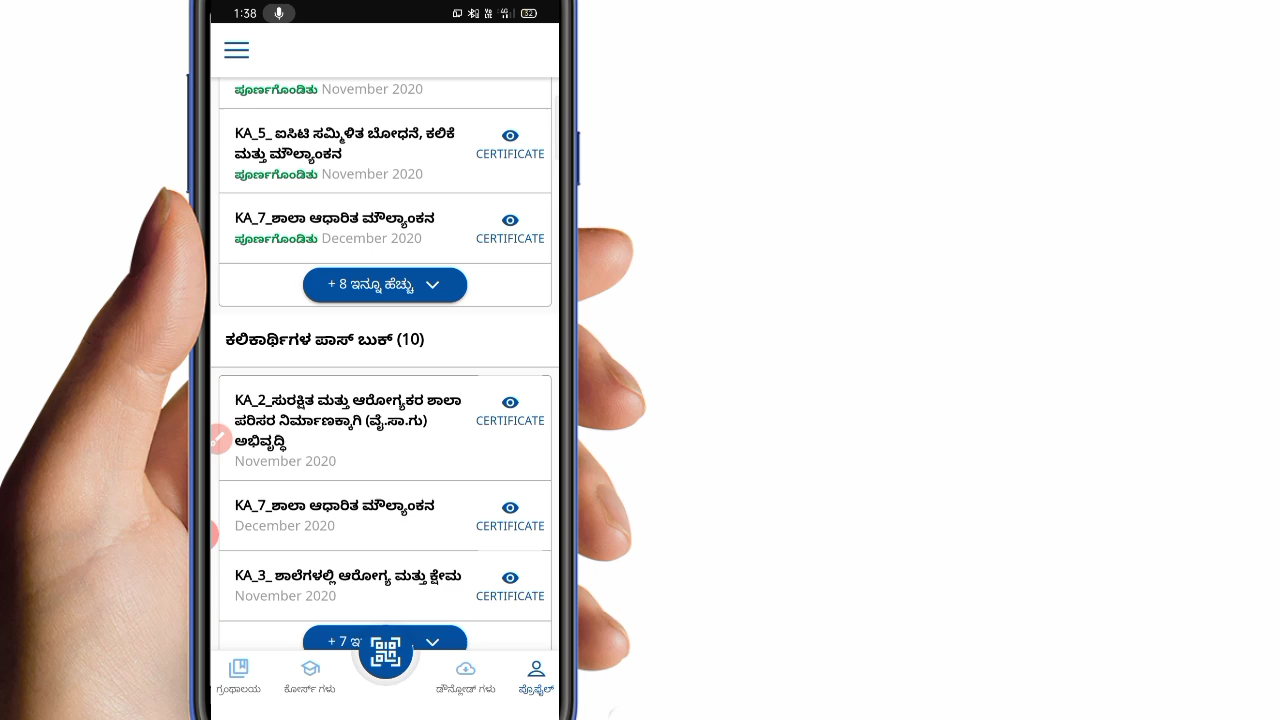 1:38
32
ಪೂರ್ಣಗೊಂಡಿತು November 2020
KA_5_ ಐಸಿಟಿ ಸಮ್ಮಿಳಿತ ಬೋಧನೆ, ಕಲಿಕೆ
ಮತ್ತು ಮೌಲ್ಯಾಂಕನ
CERTIFICATE
ಪೂರ್ಣಗೊಂಡಿತು November 2020
KA_7_ಶಾಲಾ ಆಧಾರಿತ ಮೌಲ್ಯಾಂಕನ
ಪೂರ್ಣಗೊಂಡಿತು December 2020
CERTIFICATE
+ 8 ಇನ್ನೂ ಹೆಚ್ಚು
ಕಲಿಕಾರ್ಥಿಗಳ ಪಾಸ್ ಬುಕ್ (10)
KA_2_ಸುರಕ್ಷಿತ ಮತ್ತು ಆರೋಗ್ಯಕರ ಶಾಲಾ
ಪರಿಸರ ನಿರ್ಮಾಣಕ್ಕಾಗಿ (ವೈ.ಸಾ.ಗು)
ಅಭಿವೃದ್ಧಿ
CERTIFICATE
November 2020
KA_7_ಶಾಲಾ ಆಧಾರಿತ ಮೌಲ್ಯಾಂಕನ
December 2020
CERTIFICATE
KA_3_ ಶಾಲೆಗಳಲ್ಲಿ ಆರೋಗ್ಯ ಮತ್ತು ಕ್ಷೇಮ
November 2020
CERTIFICATE
+ 7
ಗ್ರಂಥಾಲಯ
ಕೋರ್ಸ್ ಗಳು
ಡೌನ್ಲೋಡ್ ಗಳು
ಪ್ರೊಫೈಲ್